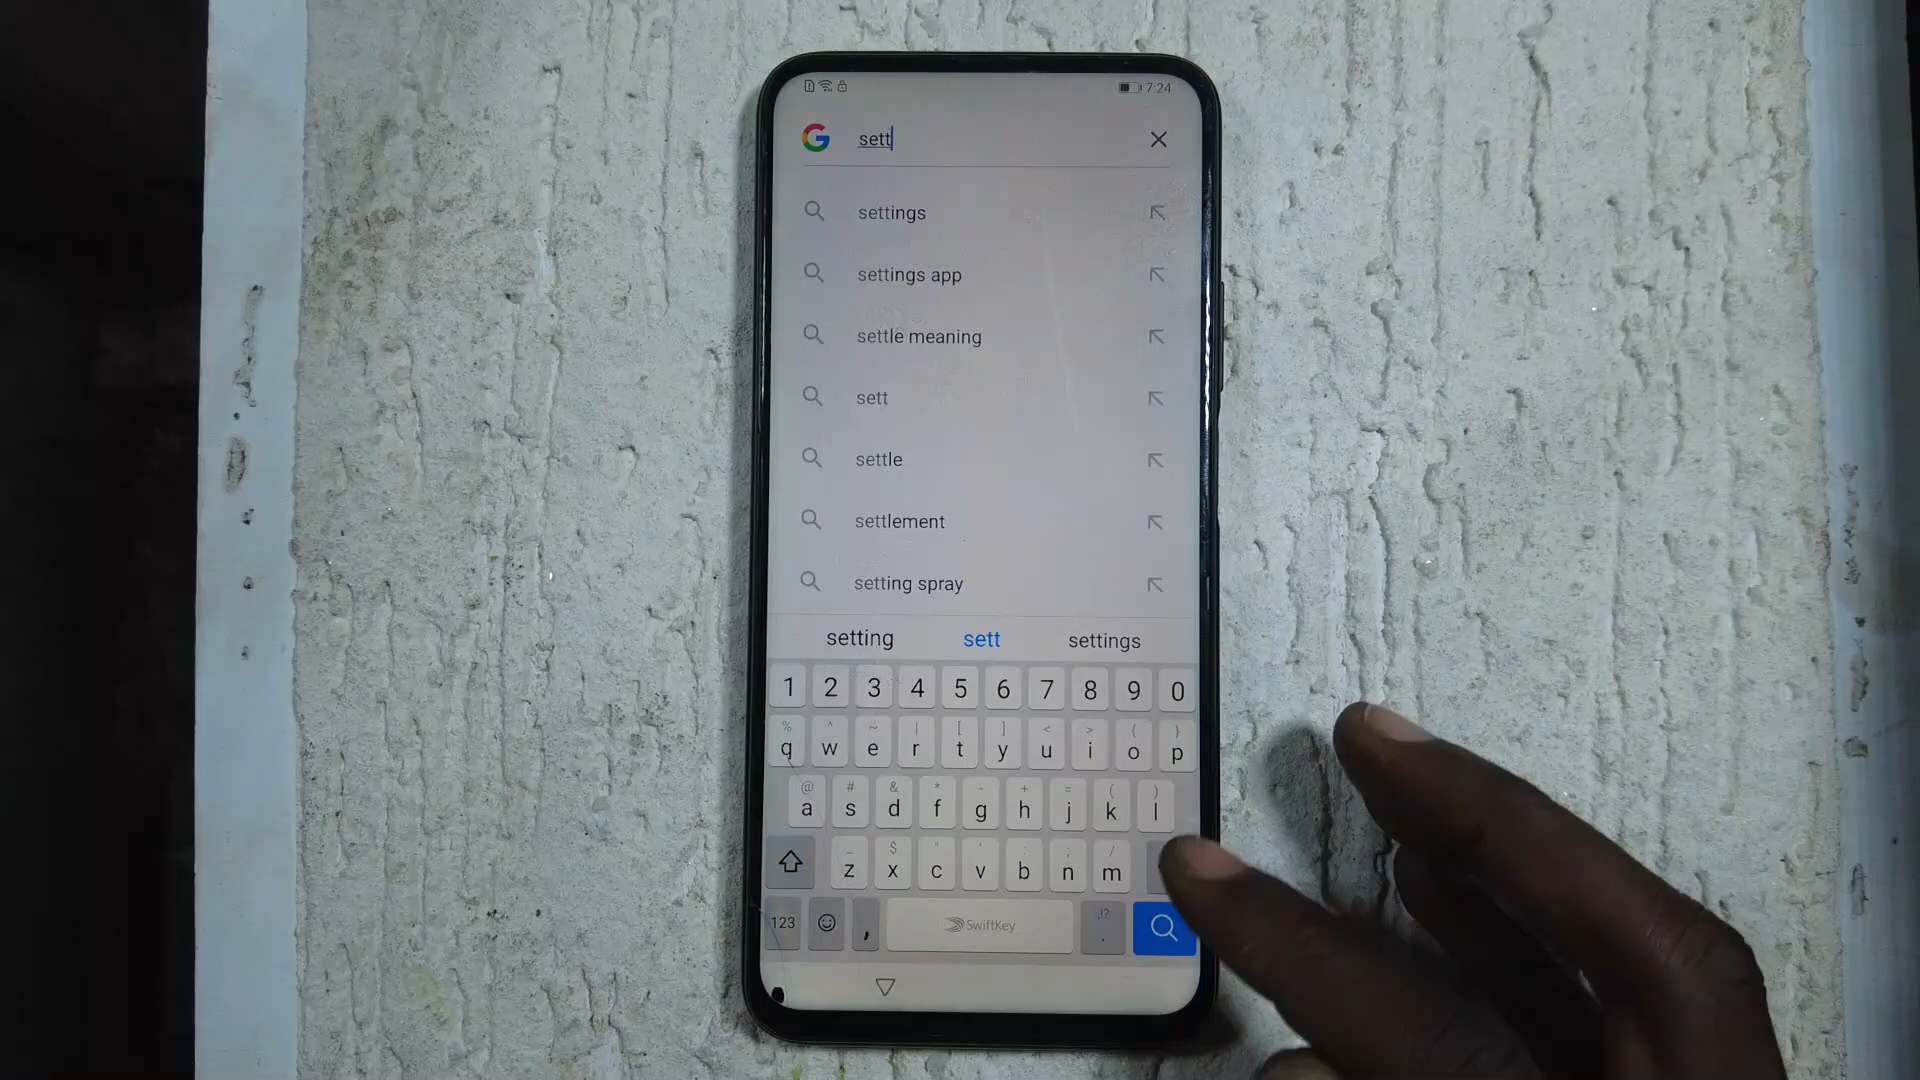 7:24
G sett
settings
settings app
settle meaning
sett
settle
settlement
setting spray
setting sett settings
1 2 3 4 5 6 7 8 9 0
% ^ ~ | [ ] < > { }
q w e r t y u i o p
@ # & * - + = ( )
a s d f g h j k l
_ $ " ' : ; /
z x c v b n m
123 , SwiftKey ,!? .